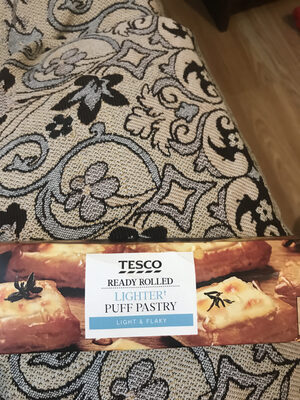 TESCO
READY ROLLED
LIGHTER†
PUFF PASTRY
LIGHT & FLAKY